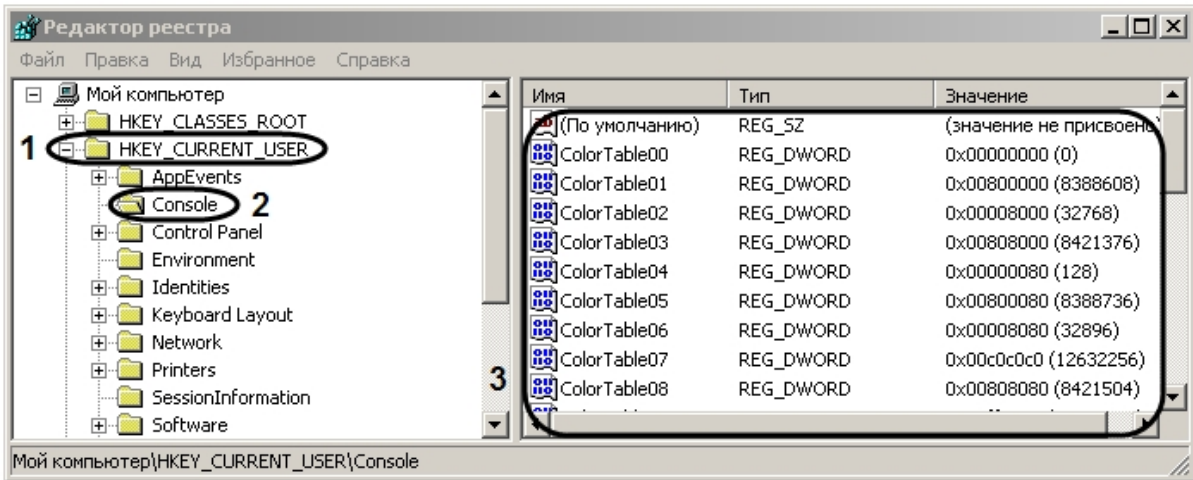 Редактор реестра
Файл Правка Вид Избранное Справка
Мой компьютер
HKEY_CLASSES_ROOT
1 HKEY_CURRENT_USER
AppEvents
Console 2
Control Panel
Environment
Identities
Keyboard Layout
Network
Printers
SessionInformation
Software
3
Имя Тип Значение
(По умолчанию) REG_SZ (значение не присвоено
ColorTable00 REG_DWORD 0x00000000 (0)
ColorTable01 REG_DWORD 0x00800000 (8388608)
ColorTable02 REG_DWORD 0x00008000 (32768)
ColorTable03 REG_DWORD 0x00808000 (8421376)
ColorTable04 REG_DWORD 0x00000080 (128)
ColorTable05 REG_DWORD 0x00800080 (8388736)
ColorTable06 REG_DWORD 0x00008080 (32896)
ColorTable07 REG_DWORD 0x00c0c0c0 (12632256)
ColorTable08 REG_DWORD 0x00808080 (8421504)
Мой компьютер\HKEY_CURRENT_USER\Console